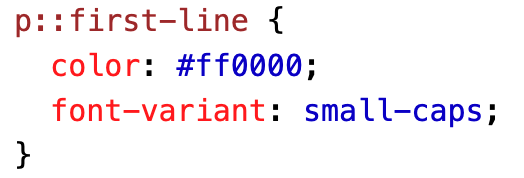 p::first-line {
  color: #ff0000;
  font-variant: small-caps;
}